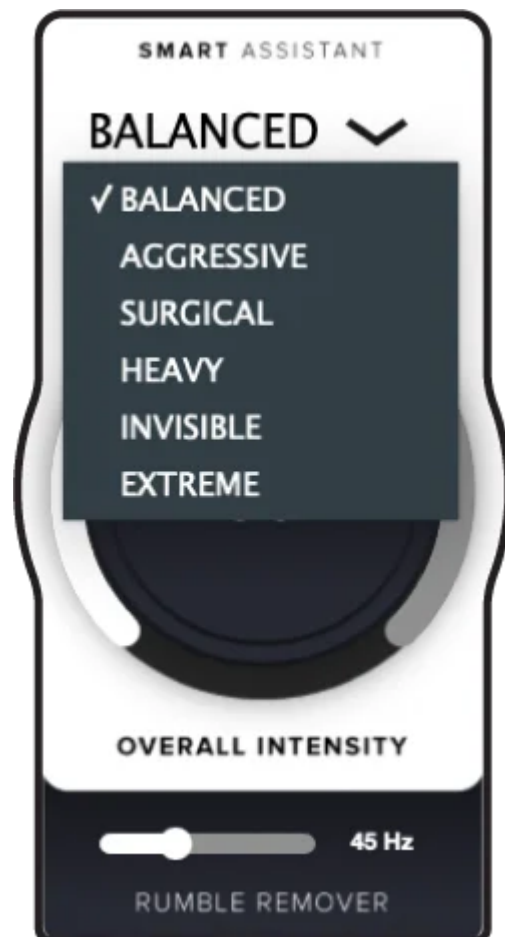 SMART ASSISTANT
BALANCED
✓ BALANCED
AGGRESSIVE
SURGICAL
HEAVY
INVISIBLE
EXTREME
OVERALL INTENSITY
45 Hz
RUMBLE REMOVER